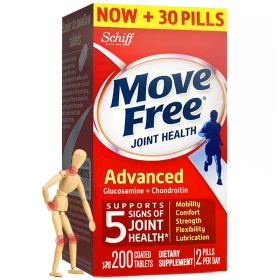 NOW + 30 PILLS
Schiff
Move
Free
JOINT HEALTH
Advanced
Glucosamine + Chondroitin
SUPPORTS
5 SIGNS OF
JOINT
HEALTH*
Mobility
Comfort
Strength
Flexibility
Lubrication
170 200 COATED
TABLETS
DIETARY
SUPPLEMENT
2 PILLS
PER DAY